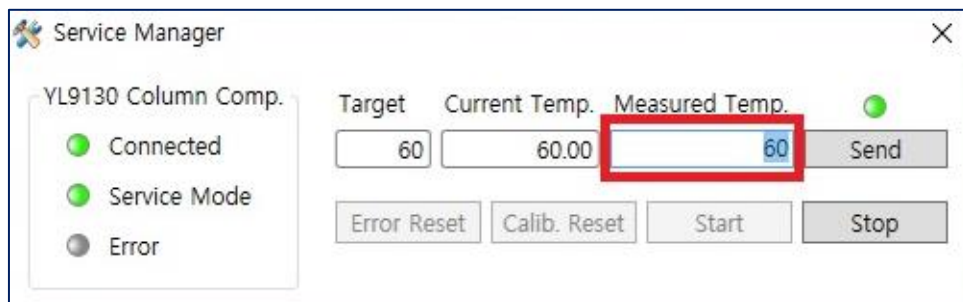 Service Manager
YL9130 Column Comp.
Connected
Service Mode
Error
Target Current Temp. Measured Temp.
60 60.00 60 Send
Error Reset Calib. Reset Start Stop